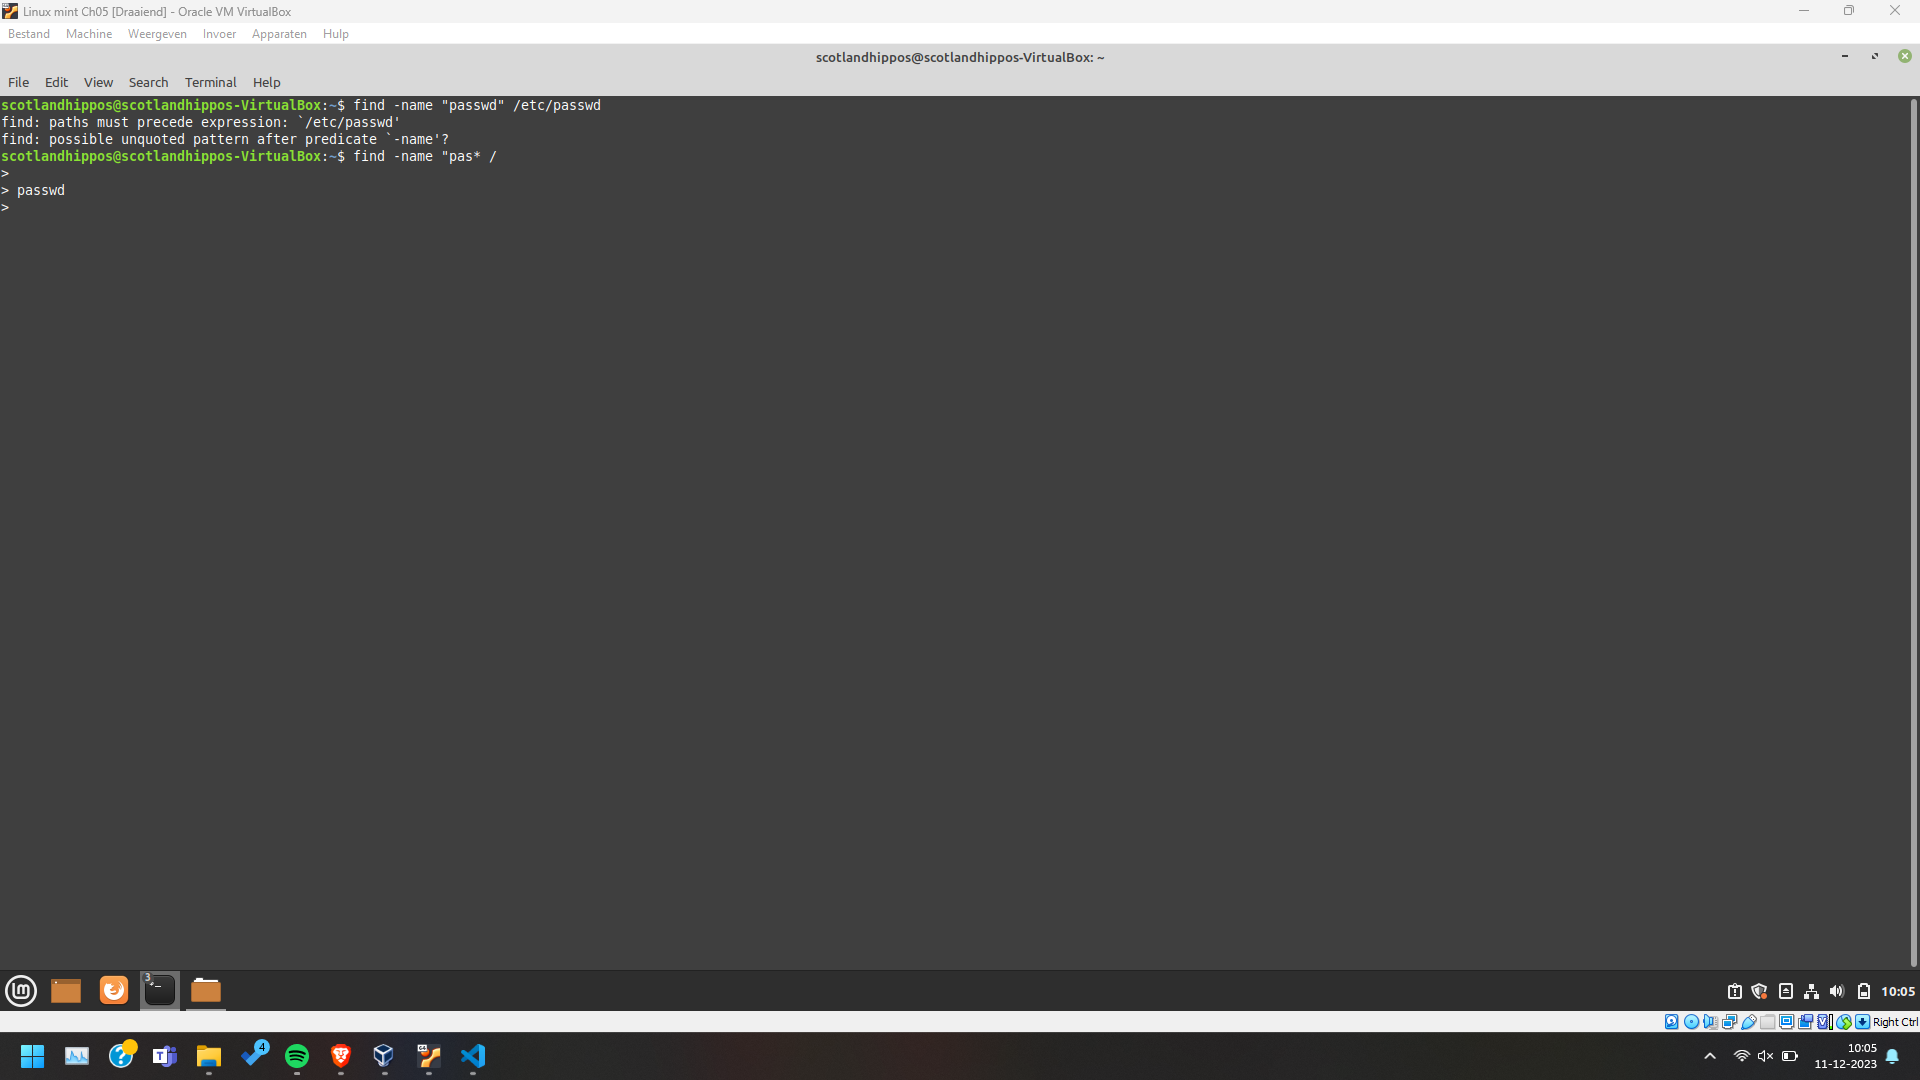 Linux mint Ch05 [Draaiend] - Oracle VM VirtualBox
Bestand Machine Weergeven Invoer Apparaten Hulp
scotlandhippos@scotlandhippos-VirtualBox: ~
File Edit View Search Terminal Help
scotlandhippos@scotlandhippos-VirtualBox:~$ find -name "passwd" /etc/passwd
find: paths must precede expression: `/etc/passwd'
find: possible unquoted pattern after predicate `-name'?
scotlandhippos@scotlandhippos-VirtualBox:~$ find -name "pas* /
>
> passwd
>
3
10:05
Right Ctrl
4
10:05
11-12-2023